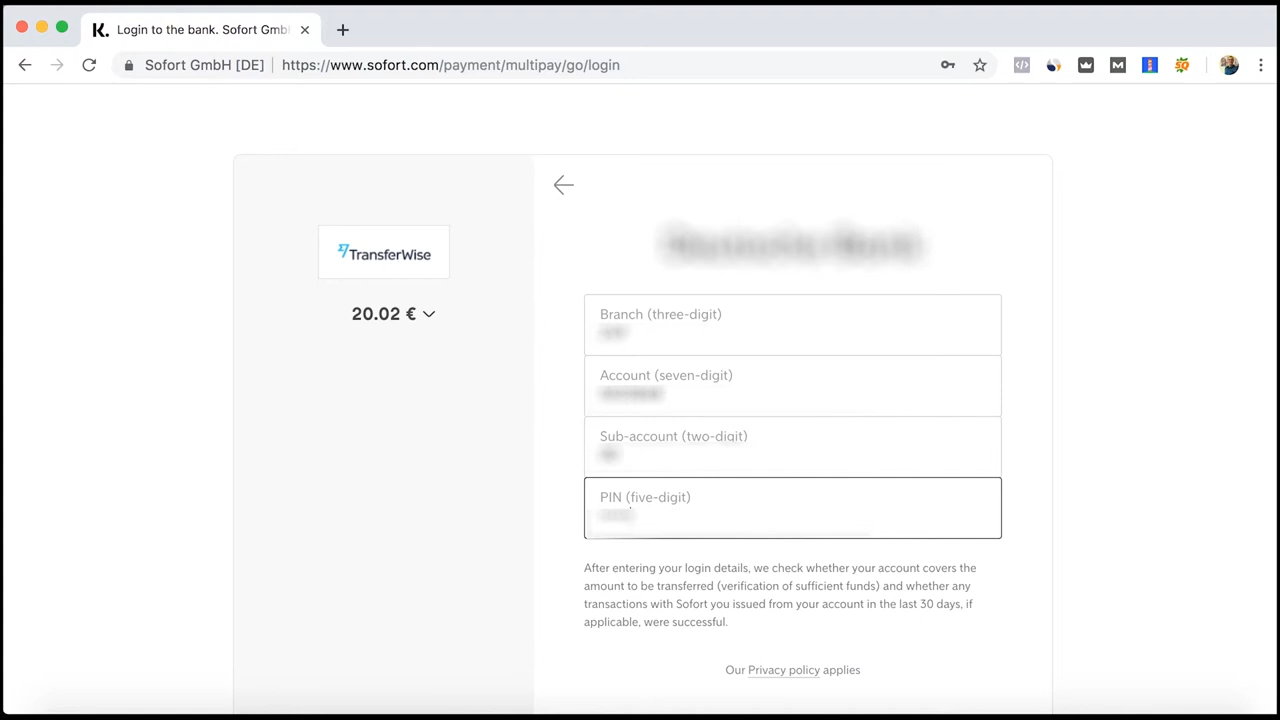 K. Login to the bank. Sofort Gmb
Sofort GmbH [DE] https://www.sofort.com/payment/multipay/go/login
TransferWise
20.02 €
Branch (three-digit)
Account (seven-digit)
Sub-account (two-digit)
PIN (five-digit)
After entering your login details, we check whether your account covers the
amount to be transferred (verification of sufficient funds) and whether any
transactions with Sofort you issued from your account in the last 30 days, if
applicable, were successful.
Our Privacy policy applies